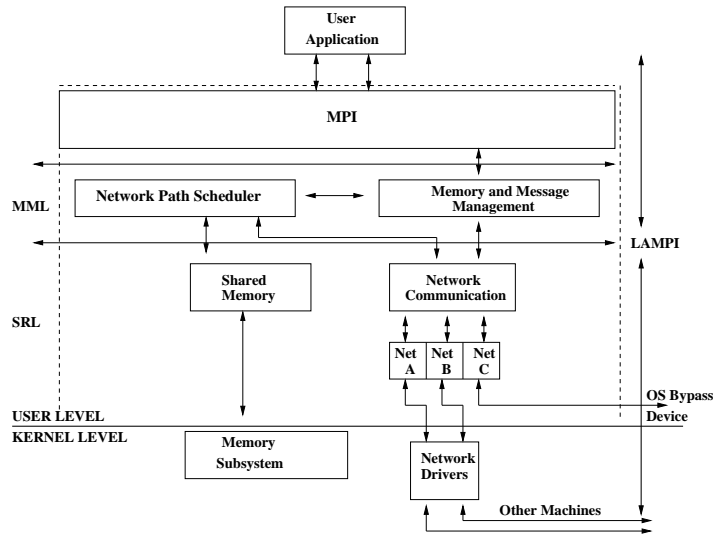 User
Application
MPI
MML
Network Path Scheduler
Memory and Message
Management
LAMPI
SRL
Shared
Memory
Network
Communication
Net Net Net
A B C
OS Bypass
Device
USER LEVEL
KERNEL LEVEL
Memory
Subsystem
Network
Drivers
Other Machines